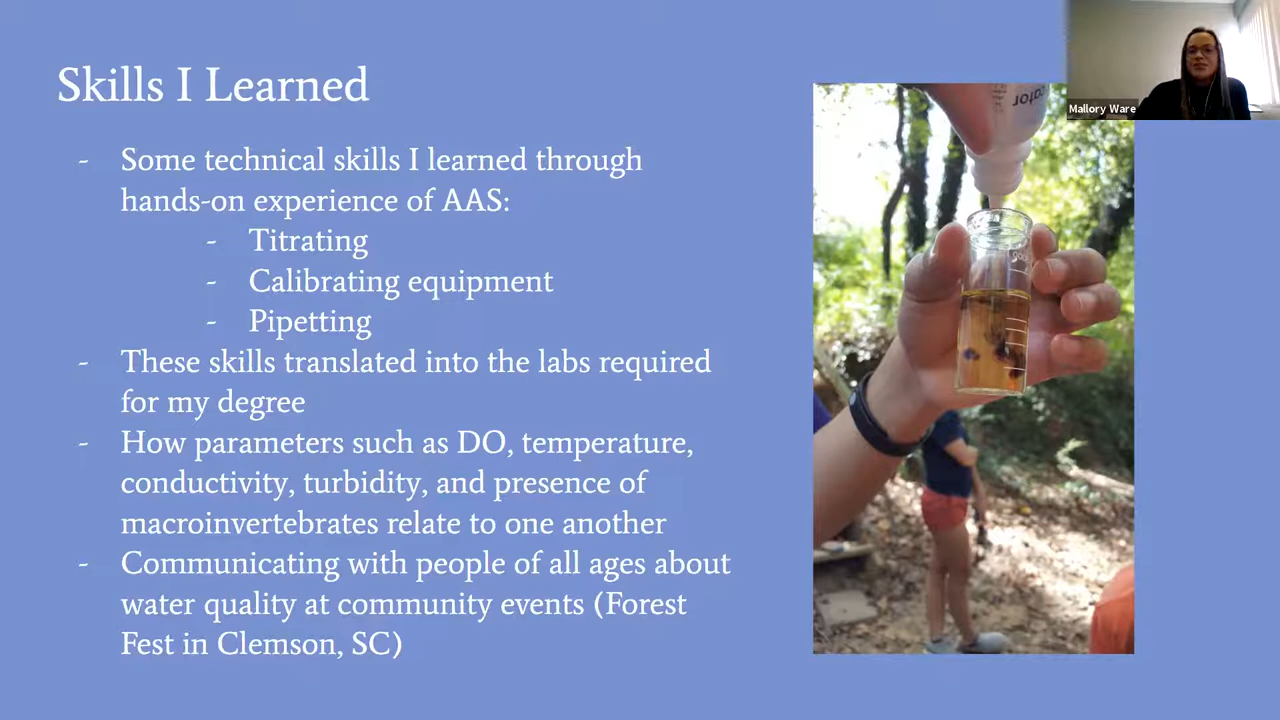 Skills I Learned
- Some technical skills I learned through
hands-on experience of AAS:
- Titrating
- Calibrating equipment
- Pipetting
- These skills translated into the labs required
for my degree
- How parameters such as DO, temperature,
conductivity, turbidity, and presence of
macroinvertebrates relate to one another
- Communicating with people of all ages about
water quality at community events (Forest
Fest in Clemson, SC)
Mallory Ware